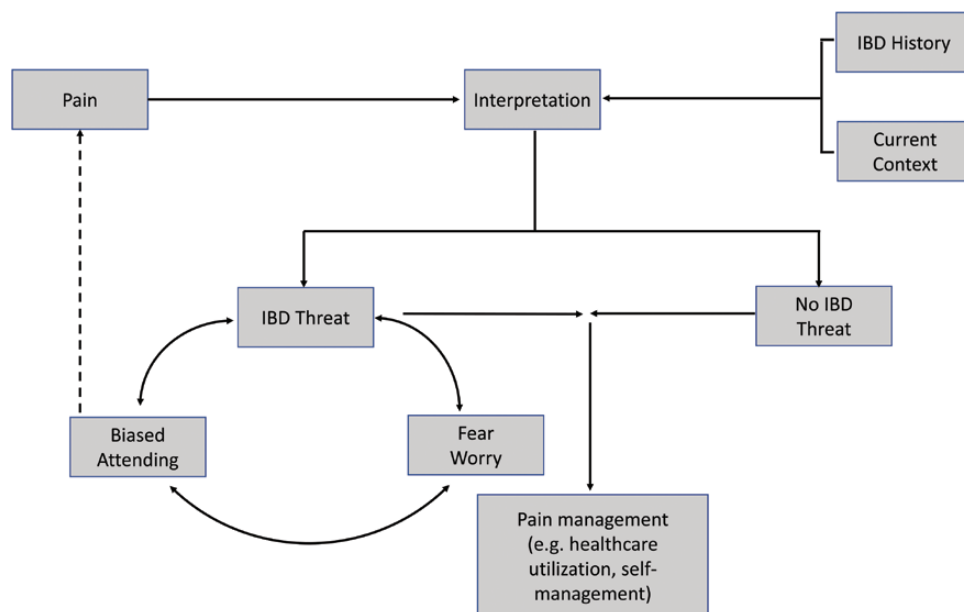 IBD History
Pain
Interpretation
Current
Context
IBD Threat
No IBD
Threat
Biased
Attending
Fear
Worry
Pain management
(e.g. healthcare
utilization, self-
management)